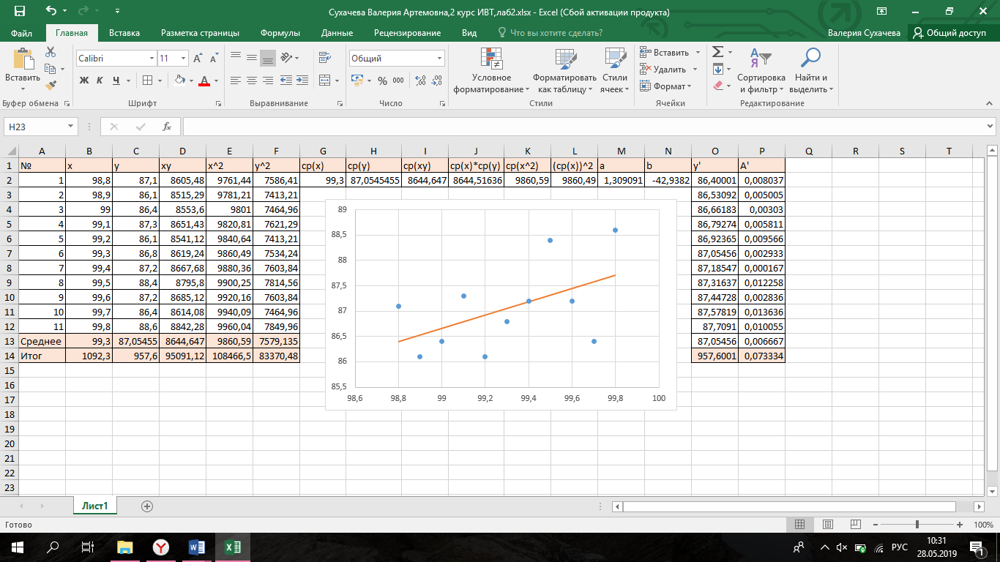 Сухачева Валерия Артемовна,2 курс ИВТ,лаб2.xlsx - Excel (Сбой активации продукта)
Файл Главная Вставка Разметка страницы Формулы Данные Рецензирование Вид Что вы хотите сделать? Валерия Сухачева Общий доступ
Вставить Calibri 11 Общий Условное форматирование Форматировать как таблицу Стили ячеек Вставить Удалить Формат Сортировка и фильтр Найти и выделить
Ж К Ч % 000
Буфер обмена Шрифт Выравнивание Число Стили Ячейки Редактирование
H23 fx
A B C D E F G H I J K L M N O P Q R S T
1 № x y xy x^2 y^2 ср(x) ср(y) ср(xy) ср(x)*ср(y) ср(x^2) (ср(x))^2 a b y' A'
2 1 98,8 87,1 8605,48 9761,44 7586,41 99,3 87,0545455 8644,647 8644,51636 9860,59 9860,49 1,309091 -42,9382 86,40001 0,008037
3 2 98,9 86,1 8515,29 9781,21 7413,21 86,53092 0,005005
4 3 99 86,4 8553,6 9801 7464,96 86,66183 0,00303
5 4 99,1 87,3 8651,43 9820,81 7621,29 86,79274 0,005811
6 5 99,2 86,1 8541,12 9840,64 7413,21 86,92365 0,009566
7 6 99,3 86,8 8619,24 9860,49 7534,24 87,05456 0,002933
8 7 99,4 87,2 8667,68 9880,36 7603,84 87,18547 0,000167
9 8 99,5 88,4 8795,8 9900,25 7814,56 87,31637 0,012258
10 9 99,6 87,2 8685,12 9920,16 7603,84 87,44728 0,002836
11 10 99,7 86,4 8614,08 9940,09 7464,96 87,57819 0,013636
12 11 99,8 88,6 8842,28 9960,04 7849,96 87,7091 0,010055
13 Среднее 99,3 87,05455 8644,647 9860,59 7579,135 87,05456 0,006667
14 Итог 1092,3 957,6 95091,12 108466,5 83370,48 957,6001 0,073334
15
16
17
18
19
20
21
22
23
89
88,5
88
87,5
87
86,5
86
85,5
98,6 98,8 99 99,2 99,4 99,6 99,8 100
Лист1
Готово 100%
РУС 10:31
28.05.2019 1